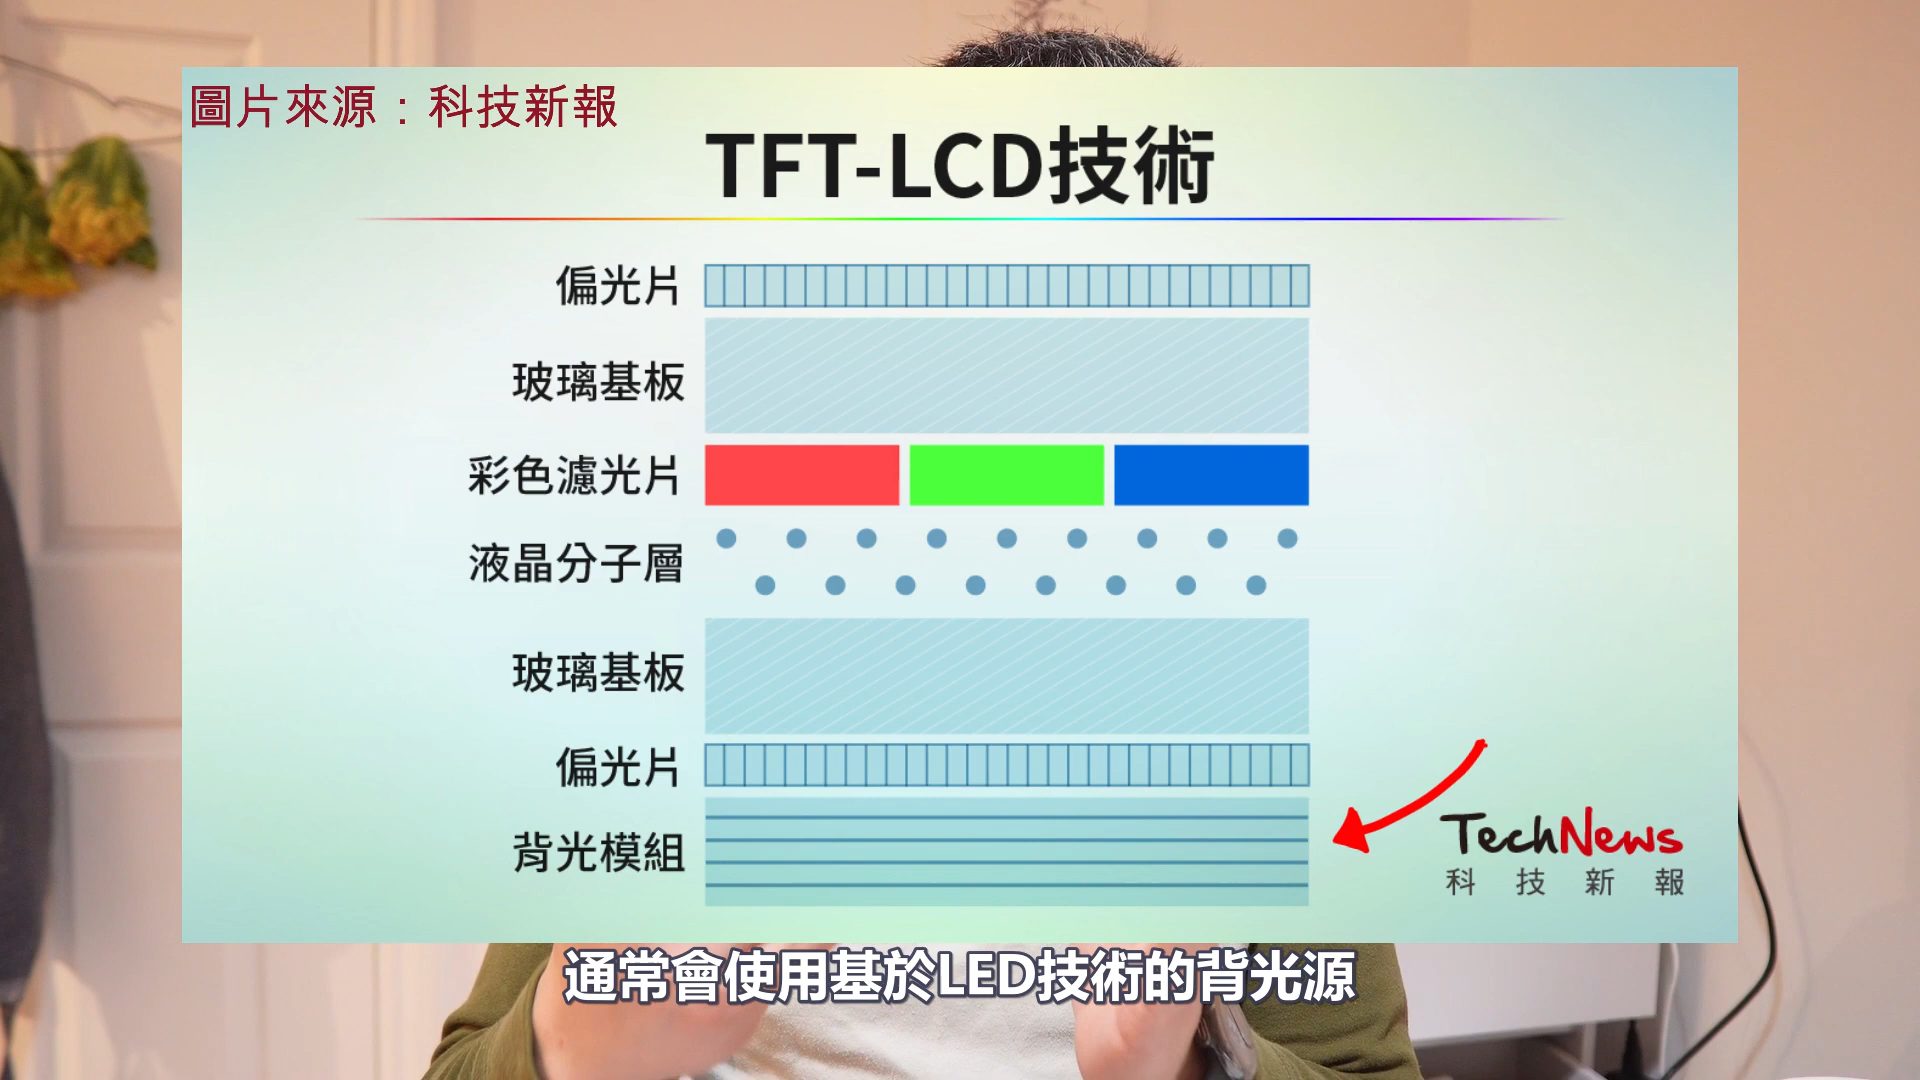 圖片來源：科技新報
TFT-LCD技術
偏光片
玻璃基板
彩色濾光片
液晶分子層
玻璃基板
偏光片
背光模組
TechNews
科技新報
通常會使用基於LED技術的背光源